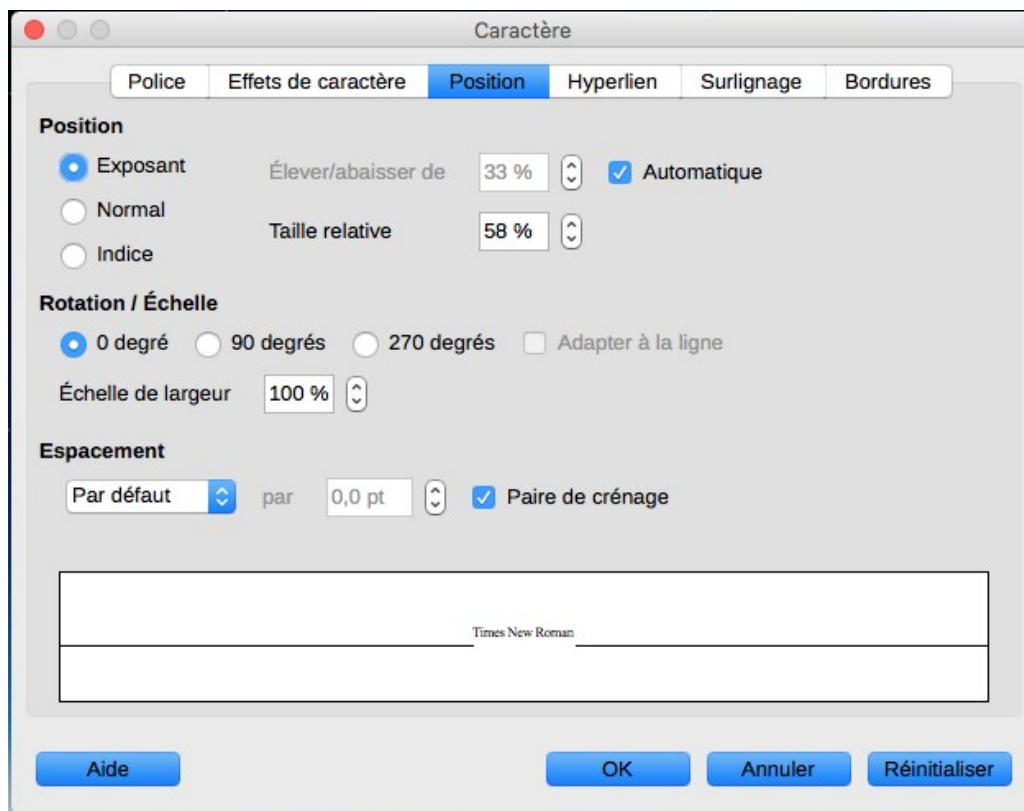 Caractère
Police Effets de caractère Position Hyperlien Surlignage Bordures
Position
Exposant Élever/abaisser de 33 % Automatique
Normal
Taille relative 58 %
Indice
Rotation / Échelle
0 degré 90 degrés 270 degrés Adapter à la ligne
Échelle de largeur 100 %
Espacement
Par défaut par 0,0 pt Paire de crénage
Times New Roman
Aide OK Annuler Réinitialiser